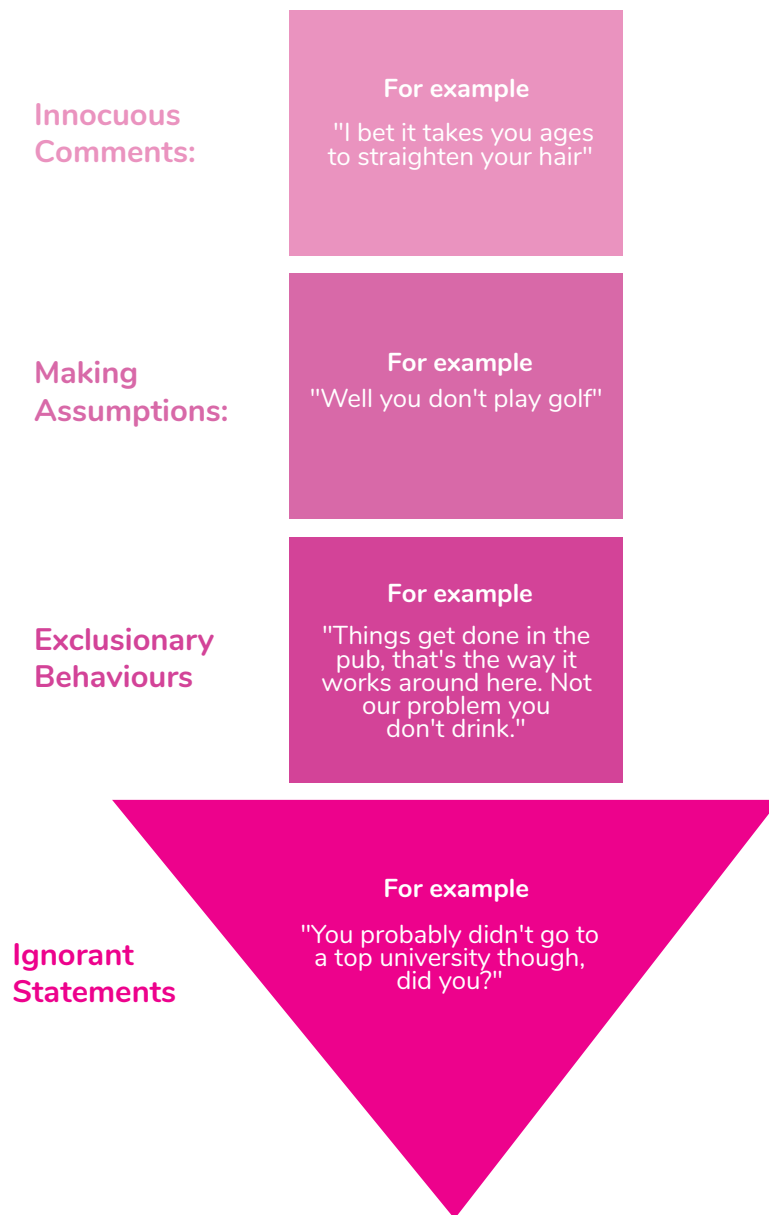 Innocuous
Comments:
For example
"I bet it takes you ages
to straighten your hair"
Making
Assumptions:
For example
"Well you don't play golf"
Exclusionary
Behaviours
For example
"Things get done in the
pub, that's the way it
works around here. Not
our problem you
don't drink."
Ignorant
Statements
For example
"You probably didn't go to
a top university though,
did you?"